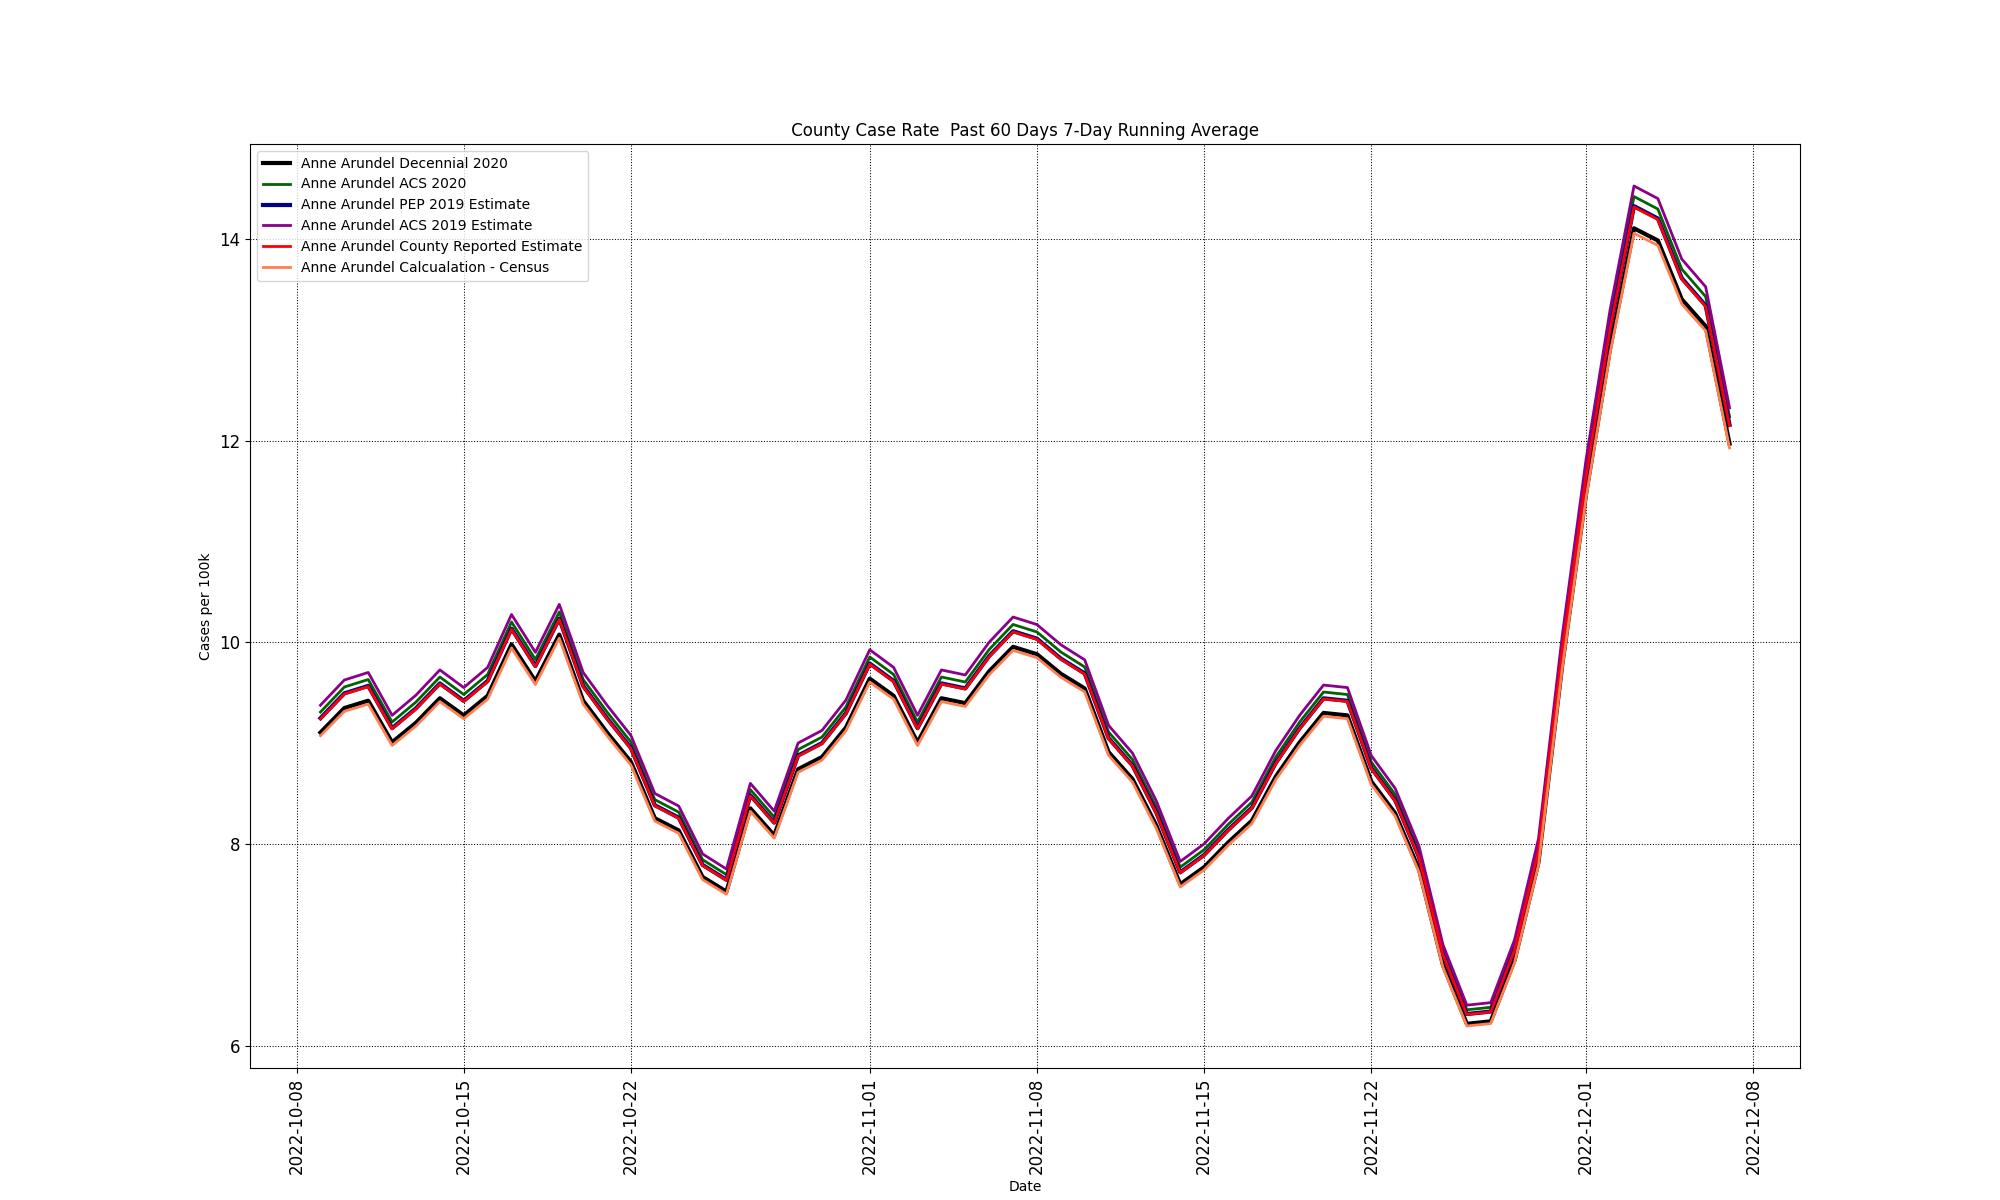 County Case Rate  Past 60 Days 7-Day Running Average
Anne Arundel Decennial 2020
Anne Arundel ACS 2020
Anne Arundel PEP 2019 Estimate
Anne Arundel ACS 2019 Estimate
Anne Arundel County Reported Estimate
Anne Arundel Calcualation - Census
14
12
10
8
6
Cases per 100k
2022-10-08
2022-10-15
2022-10-22
2022-11-01
2022-11-08
2022-11-15
2022-11-22
2022-12-01
2022-12-08
Date